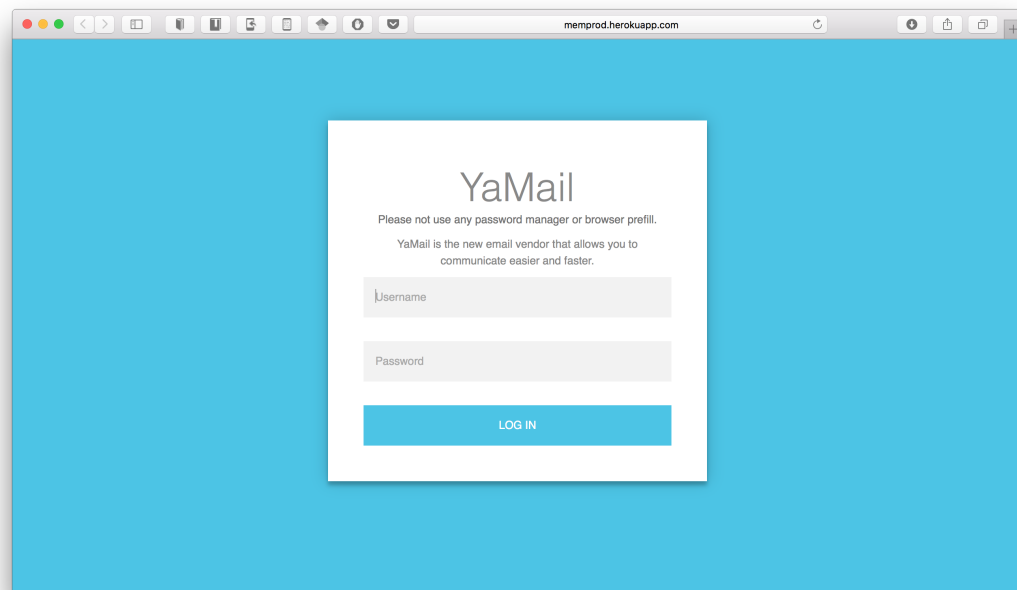 memprod.herokuapp.com
YaMail
Please not use any password manager or browser prefill.
YaMail is the new email vendor that allows you to
communicate easier and faster.
Username
Password
LOG IN